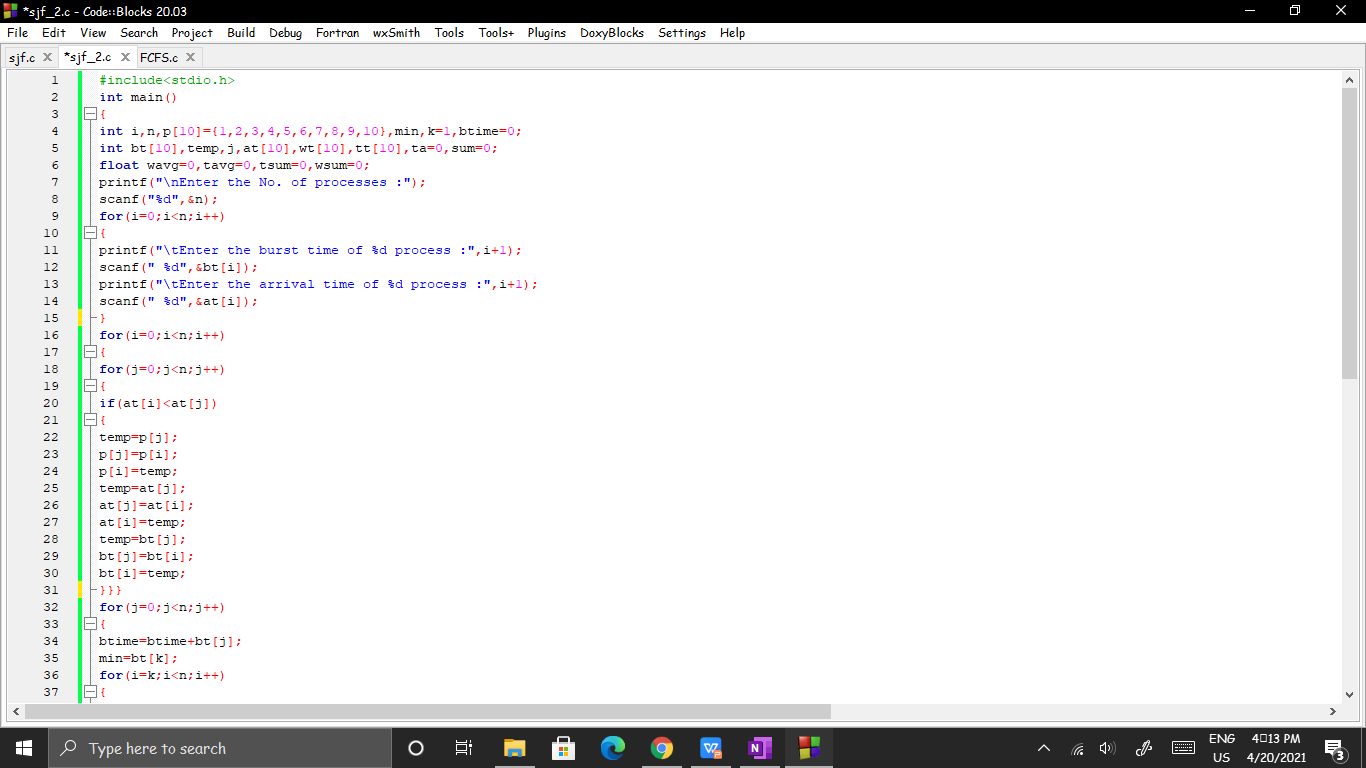 *sjf_2.c - Code::Blocks 20.03
File Edit View Search Project Build Debug Fortran wxSmith Tools Tools+ Plugins DoxyBlocks Settings Help
sjf.c *sjf_2.c FCFS.c
1 #include<stdio.h>
2 int main()
3 {
4 int i,n,p[10]={1,2,3,4,5,6,7,8,9,10},min,k=1,btime=0;
5 int bt[10],temp,j,at[10],wt[10],tt[10],ta=0,sum=0;
6 float wavg=0,tavg=0,tsum=0,wsum=0;
7 printf("\nEnter the No. of processes :");
8 scanf("%d",&n);
9 for(i=0;i<n;i++)
10 {
11 printf("\tEnter the burst time of %d process :",i+1);
12 scanf(" %d",&bt[i]);
13 printf("\tEnter the arrival time of %d process :",i+1);
14 scanf(" %d",&at[i]);
15 }
16 for(i=0;i<n;i++)
17 {
18 for(j=0;j<n;j++)
19 {
20 if(at[i]<at[j])
21 {
22 temp=p[j];
23 p[j]=p[i];
24 p[i]=temp;
25 temp=at[j];
26 at[j]=at[i];
27 at[i]=temp;
28 temp=bt[j];
29 bt[j]=bt[i];
30 bt[i]=temp;
31 }}}
32 for(j=0;j<n;j++)
33 {
34 btime=btime+bt[j];
35 min=bt[k];
36 for(i=k;i<n;i++)
37 {
Type here to search
ENG 4□13 PM
US 4/20/2021
3